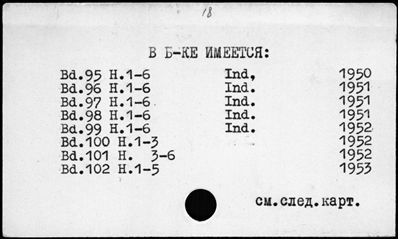 18
В Б-КЕ ИМЕЕТСЯ:
Bd.95 H.1-6 Ind, 1950
Bd.96 H.1-6 Ind. 1951
Bd.97 H.1-6 Ind. 1951
Bd.98 H.1-6 Ind. 1951
Bd.99 H.1-6 Ind. 1952
Bd.100 H.1-3 1952
Bd.101 H. 3-6 1952
Bd.102 H.1-5 1953
см.след.карт.